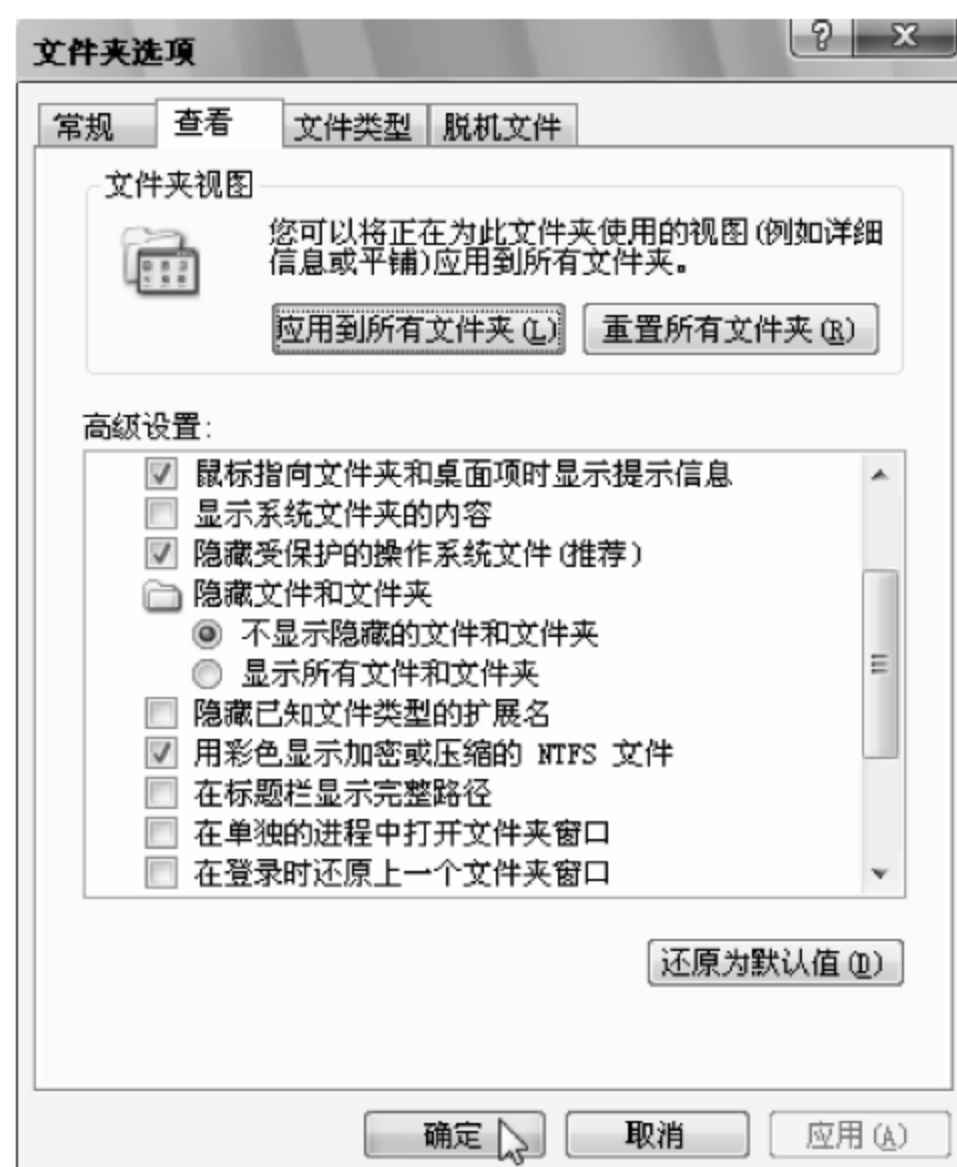 文件夹选项
?
常规 查看 文件类型 脱机文件
文件夹视图
您可以将正在为此文件夹使用的视图(例如详细
信息或平铺)应用到所有文件夹。
应用到所有文件夹(L) 重置所有文件夹(R)
高级设置:
鼠标指向文件夹和桌面项时显示提示信息
显示系统文件夹的内容
隐藏受保护的操作系统文件(推荐)
隐藏文件和文件夹
不显示隐藏的文件和文件夹
显示所有文件和文件夹
隐藏已知文件类型的扩展名
用彩色显示加密或压缩的 NTFS 文件
在标题栏显示完整路径
在单独的进程中打开文件夹窗口
在登录时还原上一个文件夹窗口
还原为默认值(D)
确定 取消 应用(A)